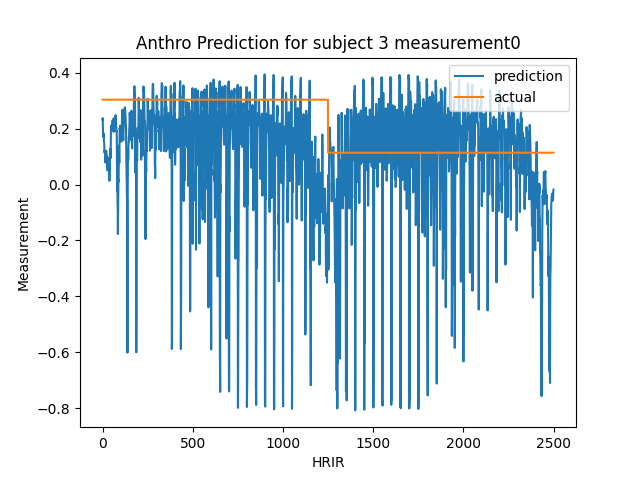 Anthro Prediction for subject 3 measurement0
prediction
actual
Measurement
0.4
0.2
0.0
−0.2
−0.4
−0.6
−0.8
0 500 1000 1500 2000 2500
HRIR